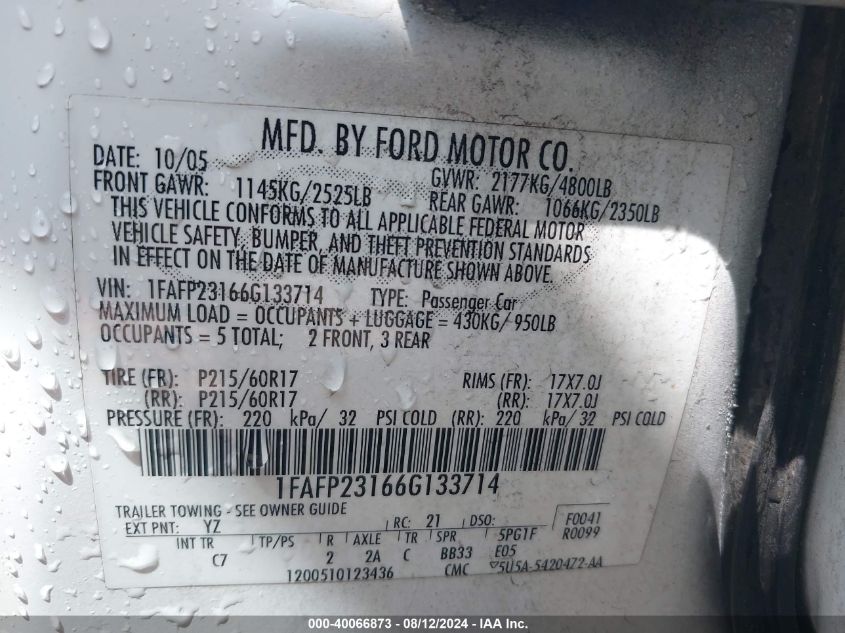 MFD. BY FORD MOTOR CO.
DATE: 10/05 GVWR: 2177KG/4800LB
FRONT GAWR: 1145KG/2525LB REAR GAWR: 1066KG/2350LB
THIS VEHICLE CONFORMS TO ALL APPLICABLE FEDERAL MOTOR
VEHICLE SAFETY, BUMPER, AND THEFT PREVENTION STANDARDS
IN EFFECT ON THE DATE OF MANUFACTURE SHOWN ABOVE.
VIN: 1FAFP23166G133714 TYPE: Passenger Car
MAXIMUM LOAD = OCCUPANTS + LUGGAGE = 430KG/ 950LB
OCCUPANTS = 5 TOTAL; 2 FRONT, 3 REAR
TIRE (FR): P215/60R17 RIMS (FR): 17X7.0J
(RR): P215/60R17 (RR): 17X7.0J
PRESSURE (FR): 220 kPa/ 32 PSI COLD (RR): 220 kPa/ 32 PSI COLD
1FAFP23166G133714
TRAILER TOWING - SEE OWNER GUIDE
EXT PNT: YZ RC: 21 DSO: 5PG1F F0041 R0099
INT TR TP/PS R AXLE TR SPR E05
C7 2 2A C BB33
1200510123436 CMC ▽5U5A-5420472-AA
000-40066873 - 08/12/2024 - IAA Inc.